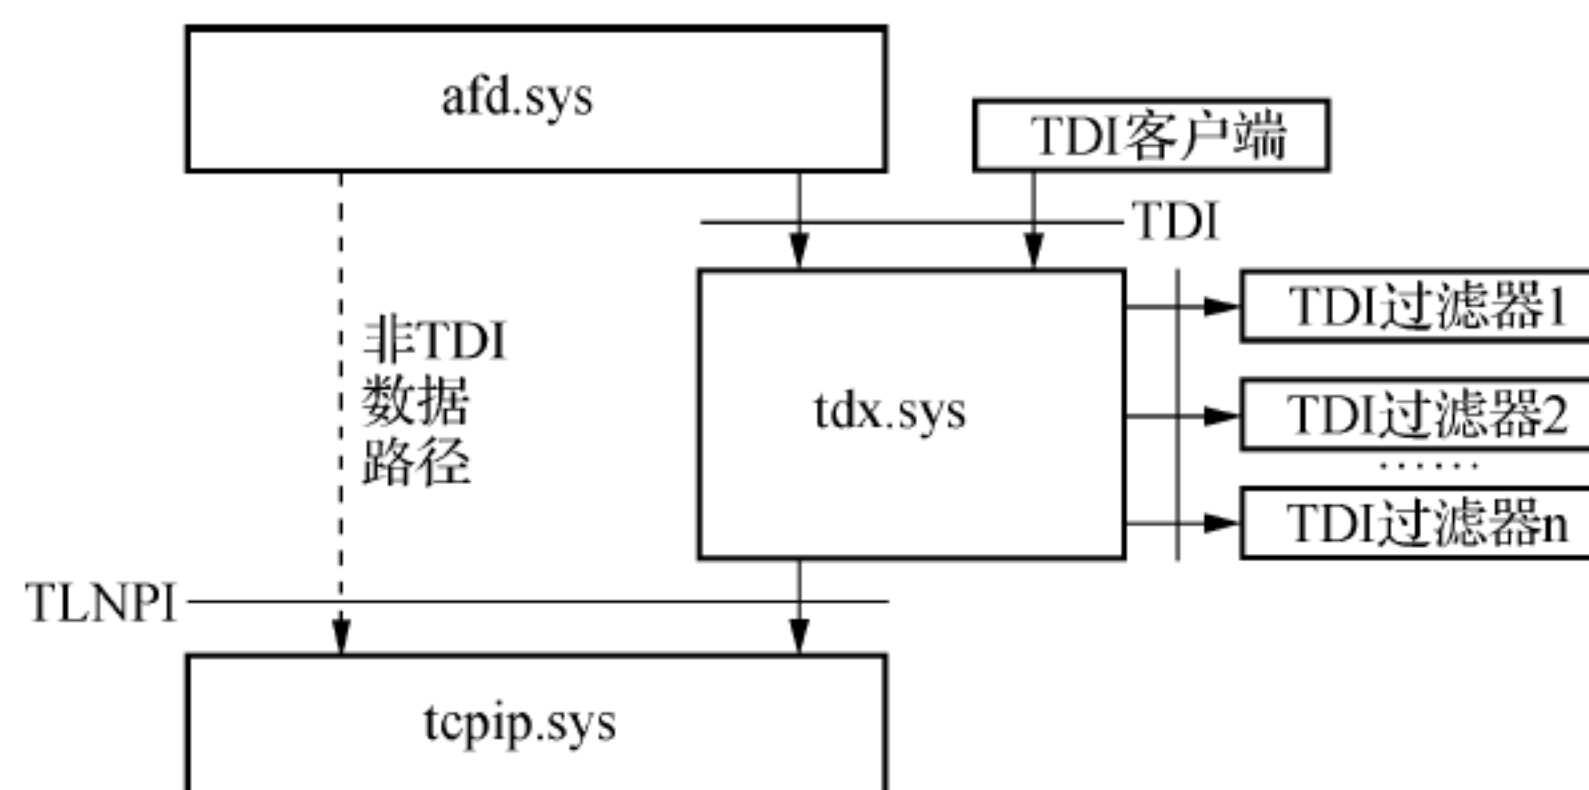 afd.sys
TDI客户端
TDI
TDI过滤器1
非TDI
数据
路径
tdx.sys
TDI过滤器2
······
TDI过滤器n
TLNPI
tcpip.sys